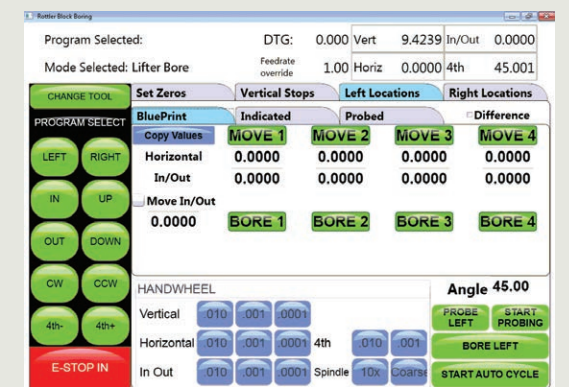 Rottler Block Boring
Program Selected: DTG: 0.000 Vert 9.4239 In/Out 0.0000
Mode Selected: Lifter Bore Feedrate override 1.00 Horiz 0.0000 4th 45.001
CHANGE TOOL Set Zeros Vertical Stops Left Locations Right Locations
PROGRAM SELECT BluePrint Indicated Probed Difference
Copy Values MOVE 1 MOVE 2 MOVE 3 MOVE 4
LEFT RIGHT Horizontal 0.0000 0.0000 0.0000 0.0000
In/Out 0.0000 0.0000 0.0000 0.0000
IN UP Move In/Out
0.0000 BORE 1 BORE 2 BORE 3 BORE 4
OUT DOWN
CW CCW HANDWHEEL Angle 45.00
Vertical .010 .001 .0001 PROBE LEFT START PROBING
4th- 4th+ Horizontal .010 .001 .0001 4th .010 .001 BORE LEFT
E-STOP IN In Out .010 .001 .0001 Spindle 10x Coarse START AUTO CYCLE